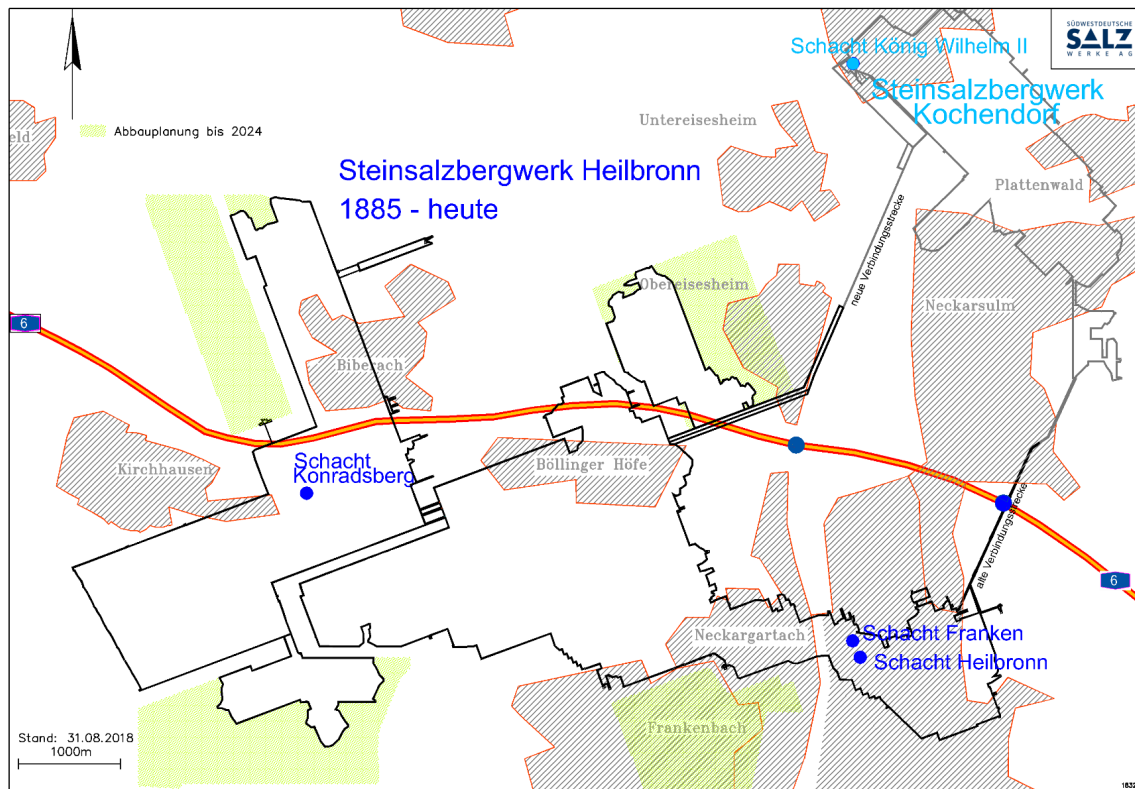 SÜDWESTDEUTSCHE
SALZ
WERKE AG
Schacht König Wilhelm II
Steinsalzbergwerk
Kochendorf
Abbauplanung bis 2024
eld
Untereisesheim
Steinsalzbergwerk Heilbronn
1885 - heute
Plattenwald
neue Verbindungsstrecke
Obereisesheim
Neckarsulm
6
Biberach
Kirchhausen
Schacht
Konradsberg
Böllinger Höfe
alte Verbindungsstrecke
6
Neckargartach
Schacht Franken
Schacht Heilbronn
Frankenbach
Stand: 31.08.2018
1000m